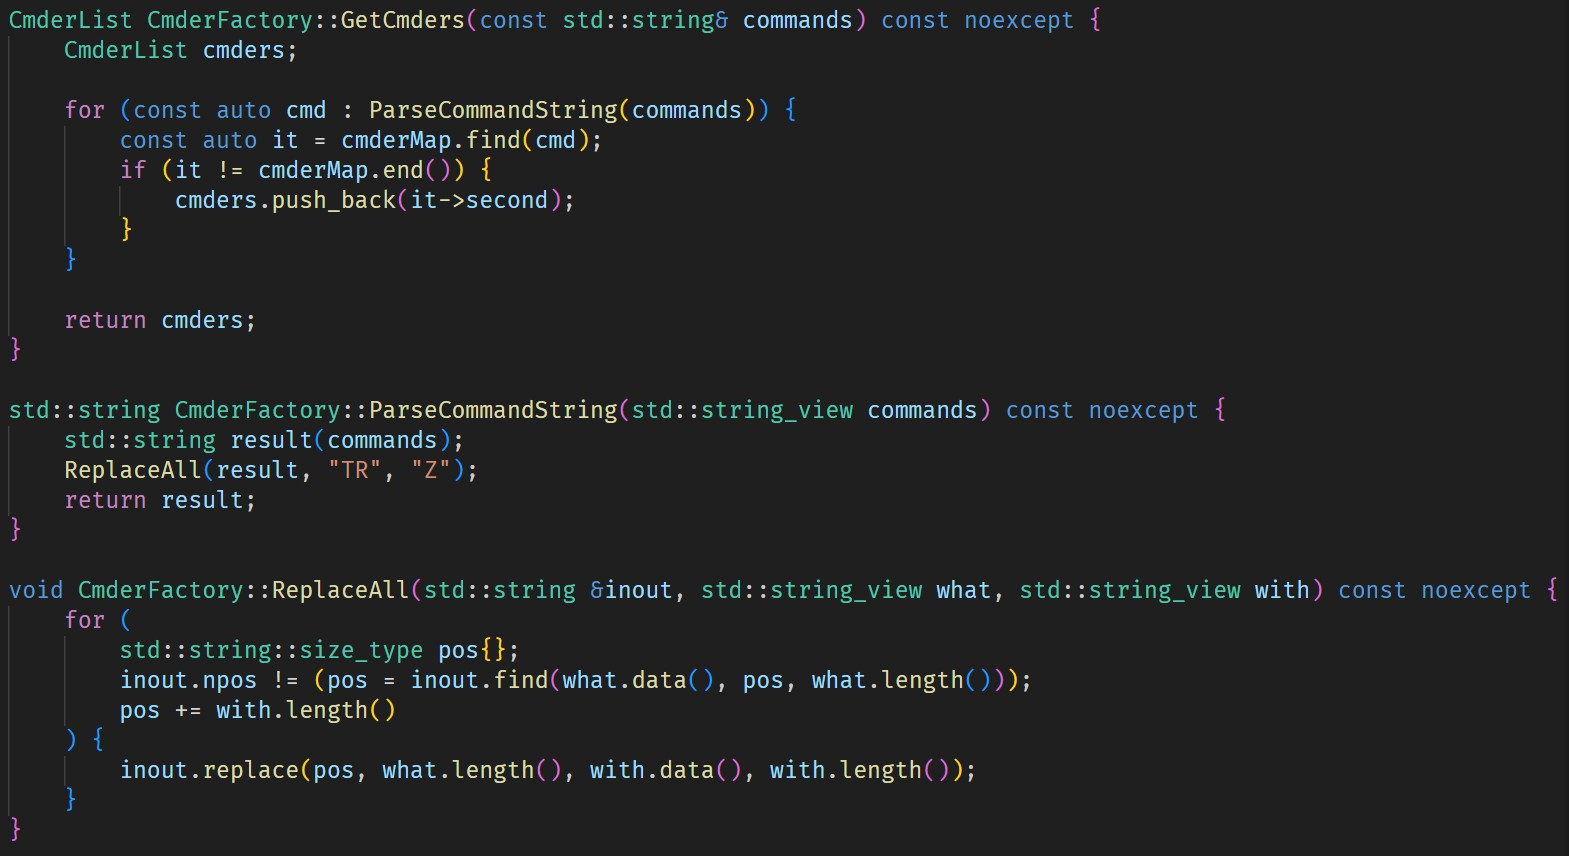 CmderList CmderFactory::GetCmders(const std::string& commands) const noexcept {
    CmderList cmders;

    for (const auto cmd : ParseCommandString(commands)) {
        const auto it = cmderMap.find(cmd);
        if (it != cmderMap.end()) {
            cmders.push_back(it->second);
        }
    }

    return cmders;
}

std::string CmderFactory::ParseCommandString(std::string_view commands) const noexcept {
    std::string result(commands);
    ReplaceAll(result, "TR", "Z");
    return result;
}

void CmderFactory::ReplaceAll(std::string &inout, std::string_view what, std::string_view with) const noexcept {
    for (
        std::string::size_type pos{};
        inout.npos != (pos = inout.find(what.data(), pos, what.length()));
        pos += with.length()
    ) {
        inout.replace(pos, what.length(), with.data(), with.length());
    }
}